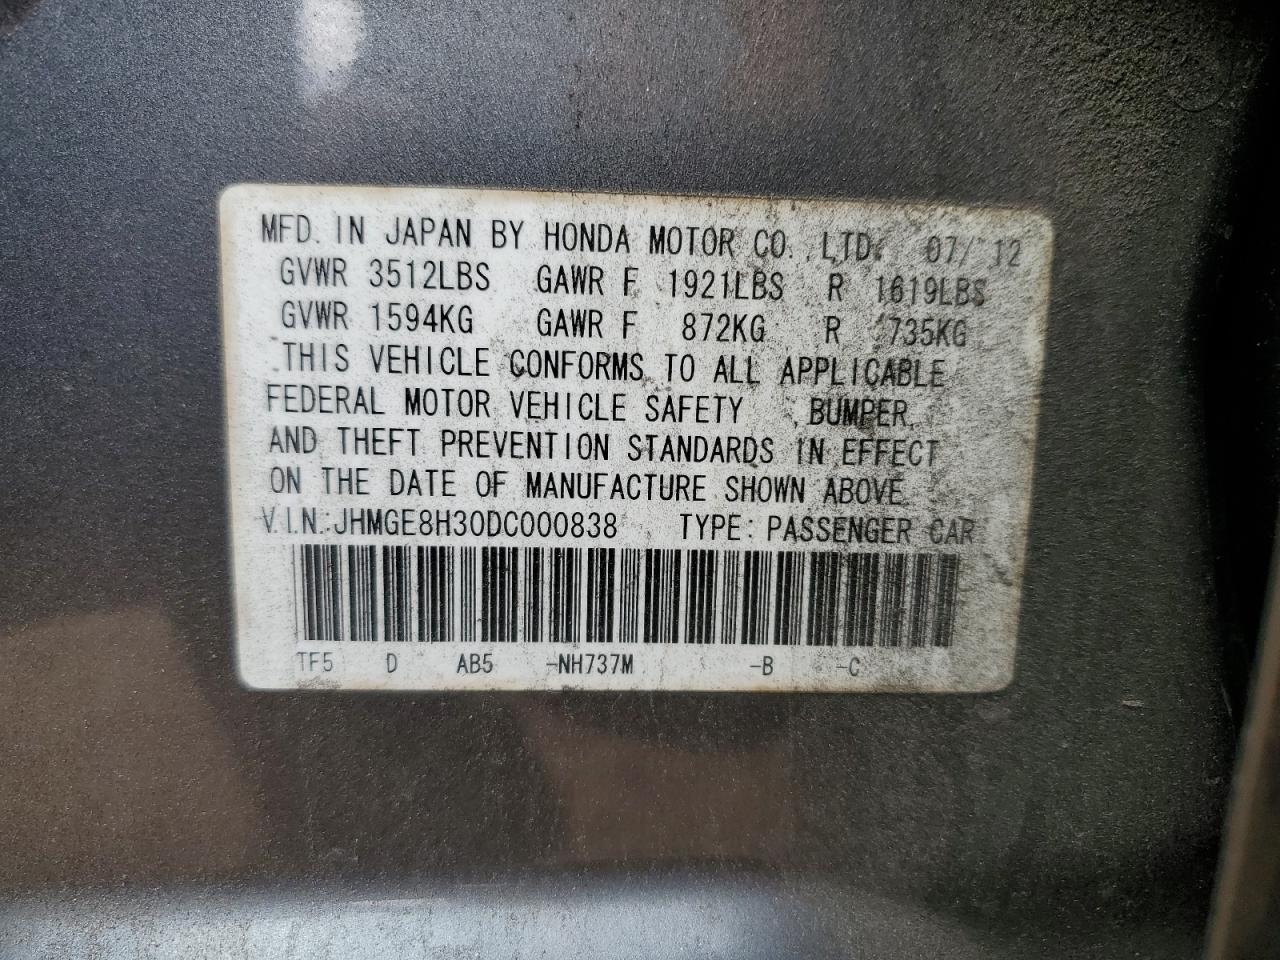 MFD. IN JAPAN BY HONDA MOTOR CO., LTD. 07/12
GVWR 3512LBS GAWR F 1921LBS R 1619LBS
GVWR 1594KG GAWR F 872KG R 735KG
THIS VEHICLE CONFORMS TO ALL APPLICABLE
FEDERAL MOTOR VEHICLE SAFETY , BUMPER,
AND THEFT PREVENTION STANDARDS IN EFFECT
ON THE DATE OF MANUFACTURE SHOWN ABOVE.
V.I.N.:JHMGE8H30DC000838 TYPE: PASSENGER CAR
TF5 D AB5 -NH737M -B -C